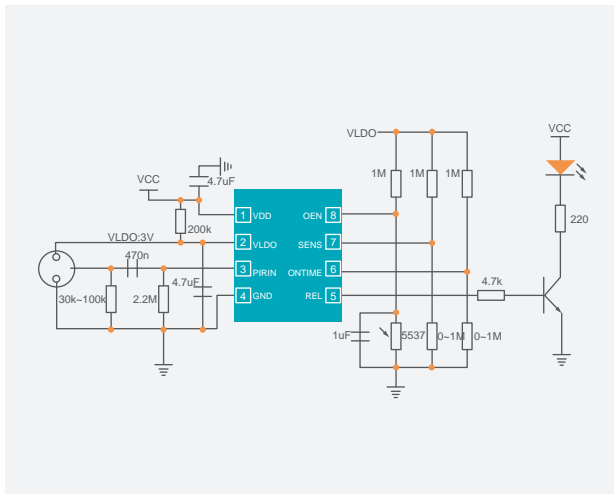 VCC
VLDO
VCC
4.7uF
1M
1M
1M
1 VDD
OEN 8
200k
220
VLDO:3V
2 VLDO
SENS 7
470n
3 PIRIN
ONTIME 6
4.7uF
4.7k
30k~100k
2.2M
4 GND
REL 5
1uF
5537
0~1M
0~1M